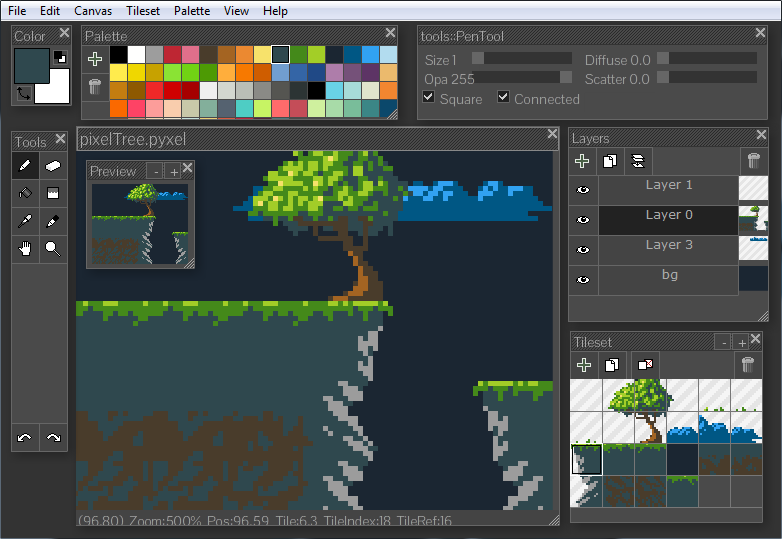 File Edit Canvas Tileset Palette View Help
Color
Palette
tools::PenTool
Size 1
Diffuse 0.0
Opa 255
Scatter 0.0
Square
Connected
Tools
pixelTree.pyxel
Preview - +
Layers
Layer 1
Layer 0
Layer 3
bg
Tileset - +
(96,80) Zoom:500% Pos:96,59 Tile:6,3 TileIndex:18 TileRef:16